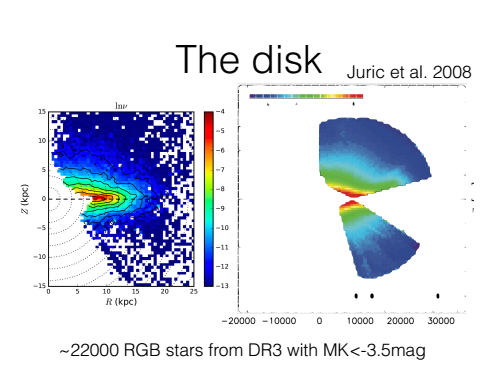 The disk
Juric et al. 2008
lnν
15
10
5
0
−5
−10
−15
Z (kpc)
0 5 10 15 20 25
R (kpc)
−4
−5
−6
−7
−8
−9
−10
−11
−12
−13
−20000 −10000 0 10000 20000 30000
~22000 RGB stars from DR3 with MK<-3.5mag